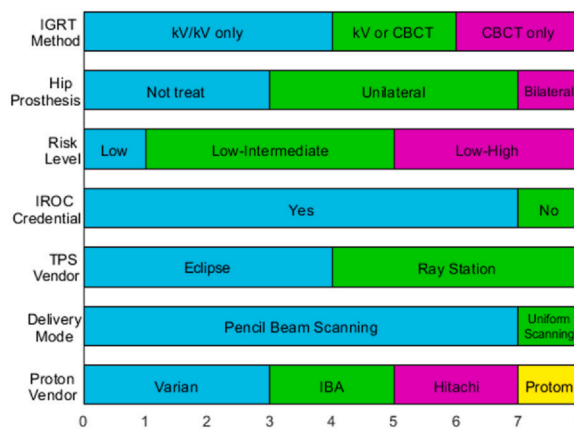 IGRT
Method
kV/kV only
kV or CBCT
CBCT only
Hip
Prosthesis
Not treat
Unilateral
Bilateral
Risk
Level
Low
Low-Intermediate
Low-High
IROC
Credential
Yes
No
TPS
Vendor
Eclipse
Ray Station
Delivery
Mode
Pencil Beam Scanning
Uniform
Scanning
Proton
Vendor
Varian
IBA
Hitachi
Protom
0 1 2 3 4 5 6 7